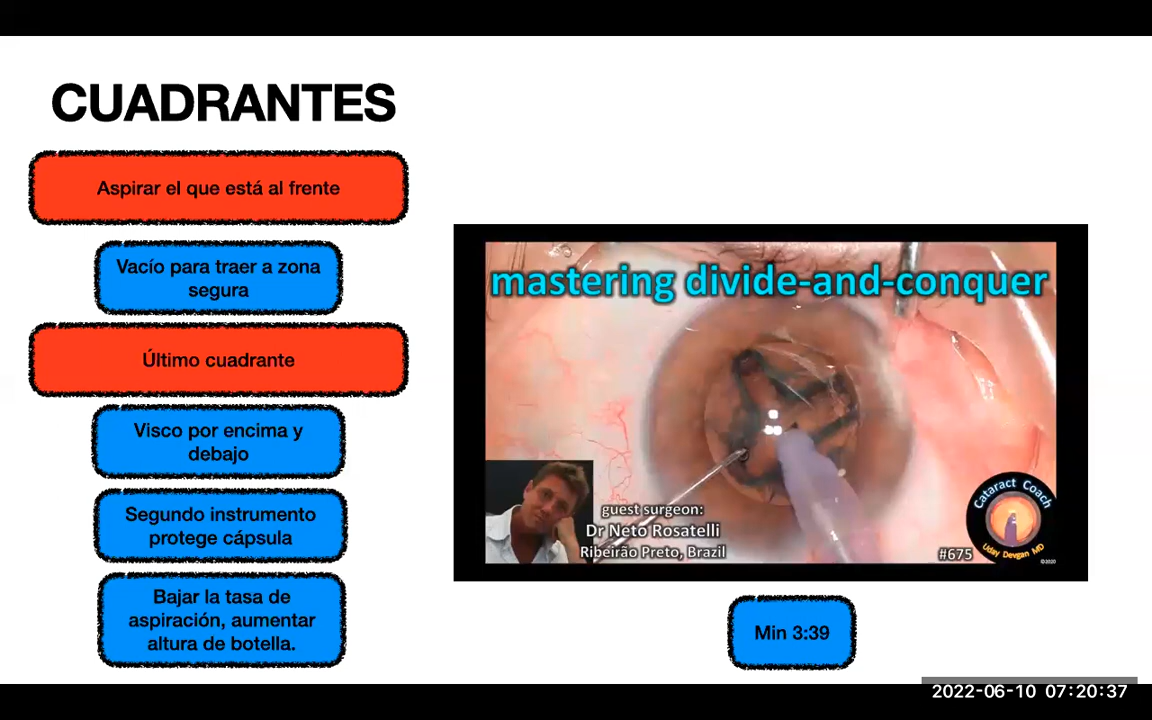 CUADRANTES
Aspirar el que está al frente
Vacío para traer a zona
segura
Último cuadrante
Visco por encima y
debajo
Segundo instrumento
protege cápsula
Bajar la tasa de
aspiración, aumentar
altura de botella.
mastering divide-and-conquer
guest surgeon:
Dr Neto Rosatelli
Ribeirão Preto, Brazil
Cataract Coach
Uday Devgan MD
#675
©2020
Min 3:39
2022-06-10 07:20:37